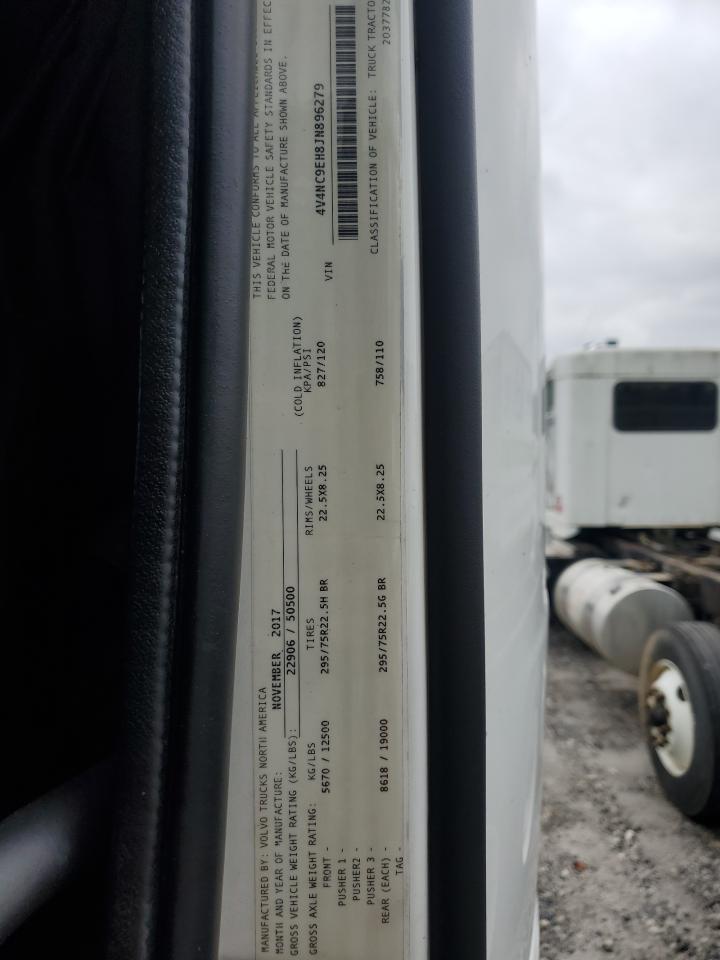 MANUFACTURED BY: VOLVO TRUCKS NORTH AMERICA
MONTH AND YEAR OF MANUFACTURE: NOVEMBER 2017
GROSS VEHICLE WEIGHT RATING (KG/LBS): 22906 / 50500
GROSS AXLE WEIGHT RATING: KG/LBS TIRES RIMS/WHEELS (COLD INFLATION) KPA/PSI
FRONT - 5670 / 12500 295/75R22.5H BR 22.5X8.25 827/120
PUSHER 1 -
PUSHER2 -
PUSHER 3 -
REAR (EACH) - 8618 / 19000 295/75R22.5G BR 22.5X8.25 758/110
TAG -
THIS VEHICLE CONFORMS TO ALL APPLICABLE
FEDERAL MOTOR VEHICLE SAFETY STANDARDS IN EFFEC
ON THE DATE OF MANUFACTURE SHOWN ABOVE.
VIN 4V4NC9EH8JN896279
CLASSIFICATION OF VEHICLE: TRUCK TRACTO
2037782